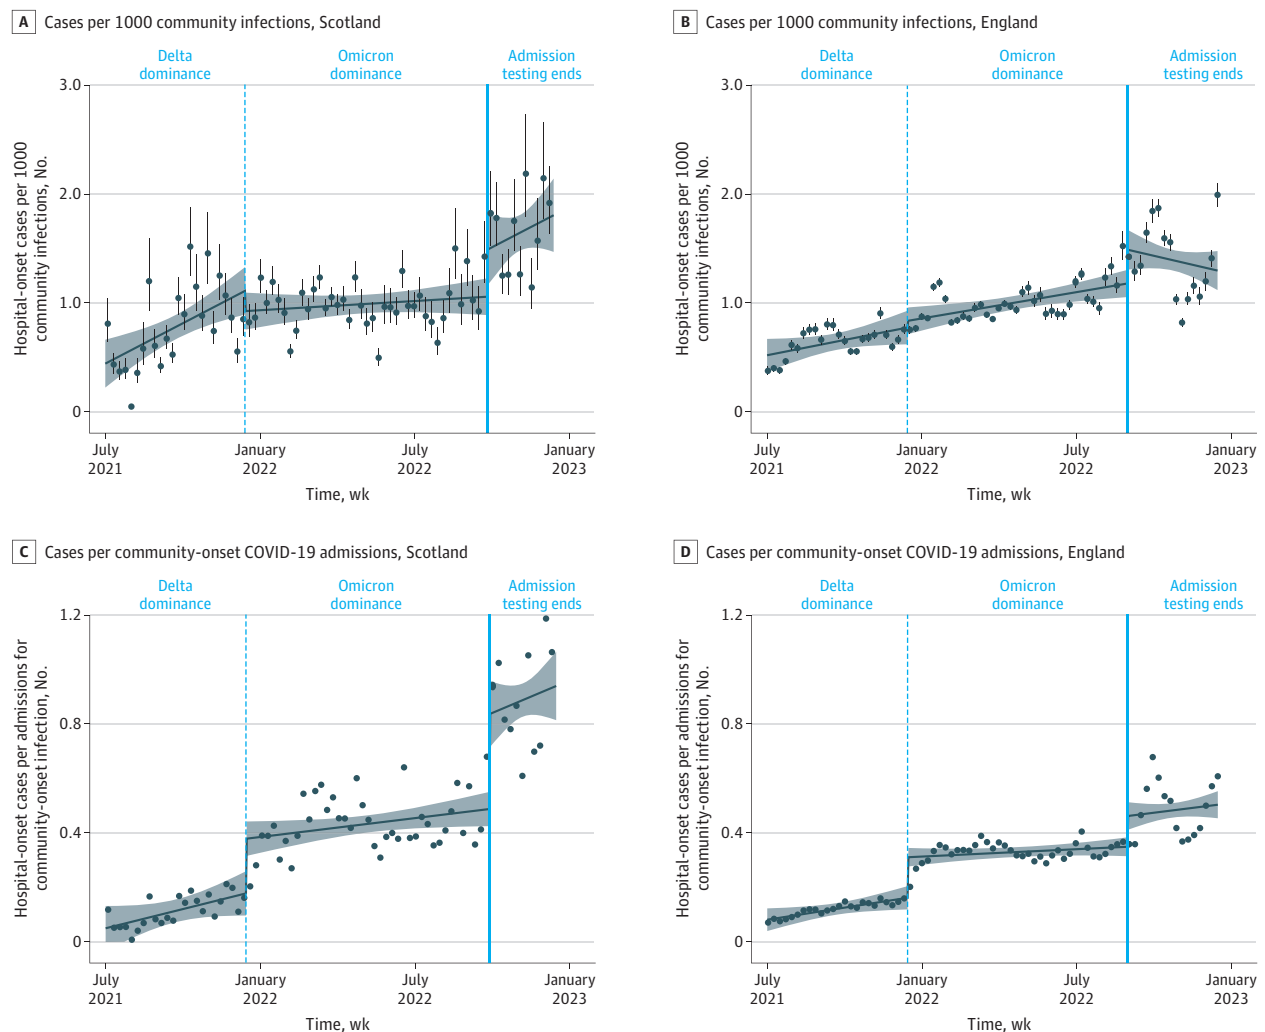 A Cases per 1000 community infections, Scotland
Delta
dominance
Omicron
dominance
Admission
testing ends
Hospital-onset cases per 1000
community infections, No.
3.0
2.0
1.0
0
July
2021
January
2022
July
2022
January
2023
Time, wk
B Cases per 1000 community infections, England
Delta
dominance
Omicron
dominance
Admission
testing ends
Hospital-onset cases per 1000
community infections, No.
3.0
2.0
1.0
0
July
2021
January
2022
July
2022
January
2023
Time, wk
C Cases per community-onset COVID-19 admissions, Scotland
Delta
dominance
Omicron
dominance
Admission
testing ends
Hospital-onset cases per admissions for
community-onset infection, No.
1.2
0.8
0.4
0
July
2021
January
2022
July
2022
January
2023
Time, wk
D Cases per community-onset COVID-19 admissions, England
Delta
dominance
Omicron
dominance
Admission
testing ends
Hospital-onset cases per admissions for
community-onset infection, No.
1.2
0.8
0.4
0
July
2021
January
2022
July
2022
January
2023
Time, wk